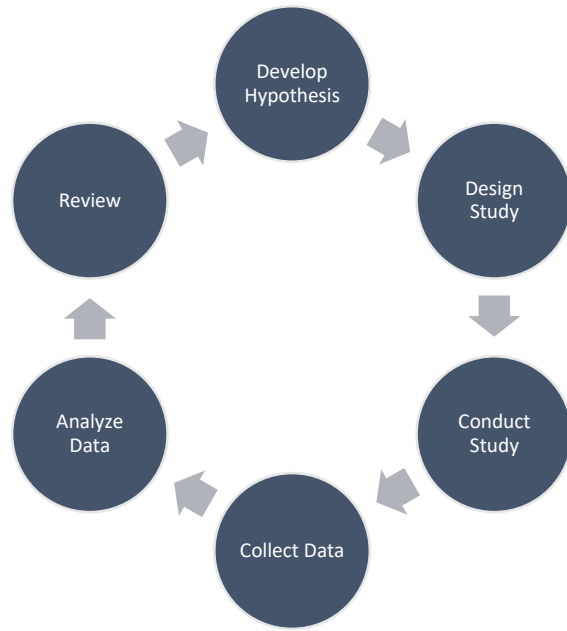 Develop
Hypothesis
Design
Study
Conduct
Study
Collect Data
Analyze
Data
Review